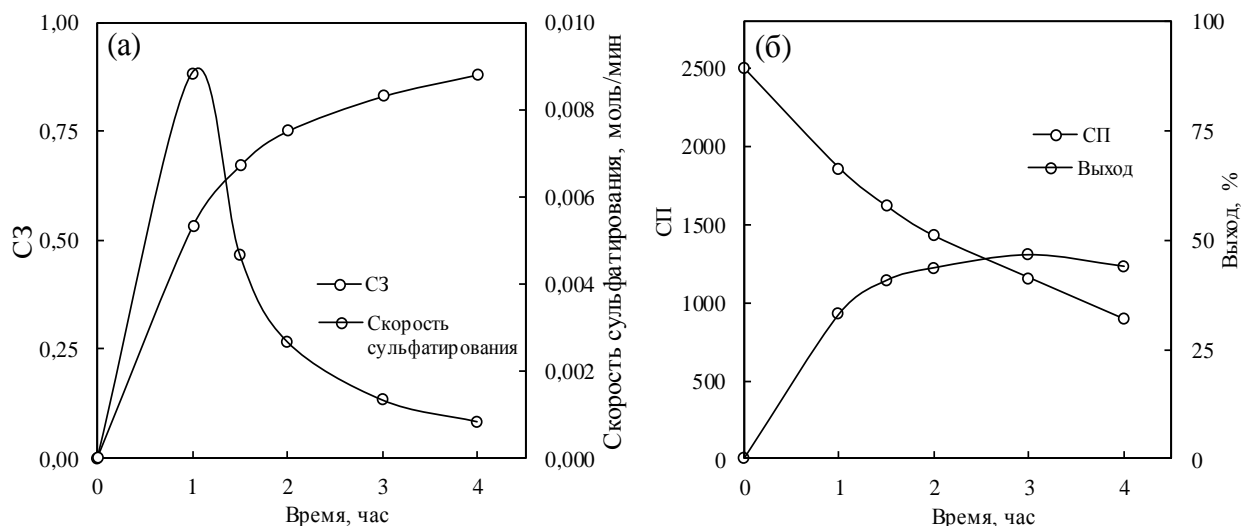 (а)
1,00
0,75
0,50
0,25
0,00
СЗ
0,010
0,008
0,006
0,004
0,002
0,000
Скорость сульфатирования, моль/мин
СЗ
Скорость
сульфатирования
0 1 2 3 4
Время, час
(б)
2500
2000
1500
1000
500
0
СП
100
75
50
25
0
Выход, %
СП
Выход
0 1 2 3 4
Время, час